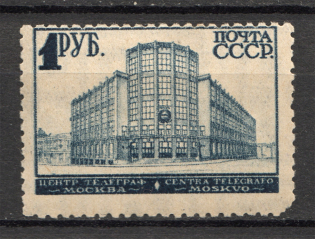 1 РУБ.
ПОЧТА
СССР.
ЦЕНТР ТЕЛЕГРАФ ♦ CENTRA TELEGRAFO
МОСКВА MOSKVO